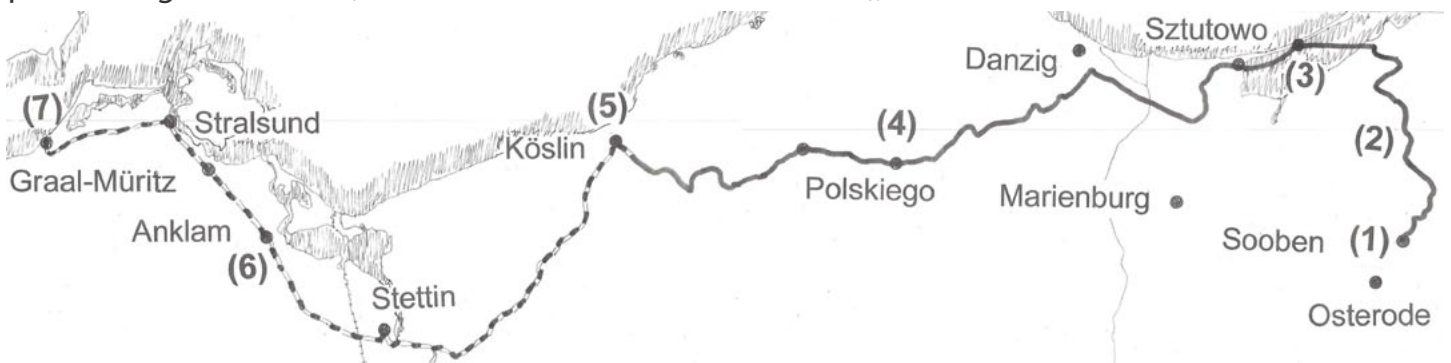 Sztutowo
Danzig
(3)
(7)
Stralsund
(5)
Köslin
(4)
(2)
Graal-Müritz
Polskiego
Marienburg
Anklam
(6)
Sooben
(1)
Stettin
Osterode